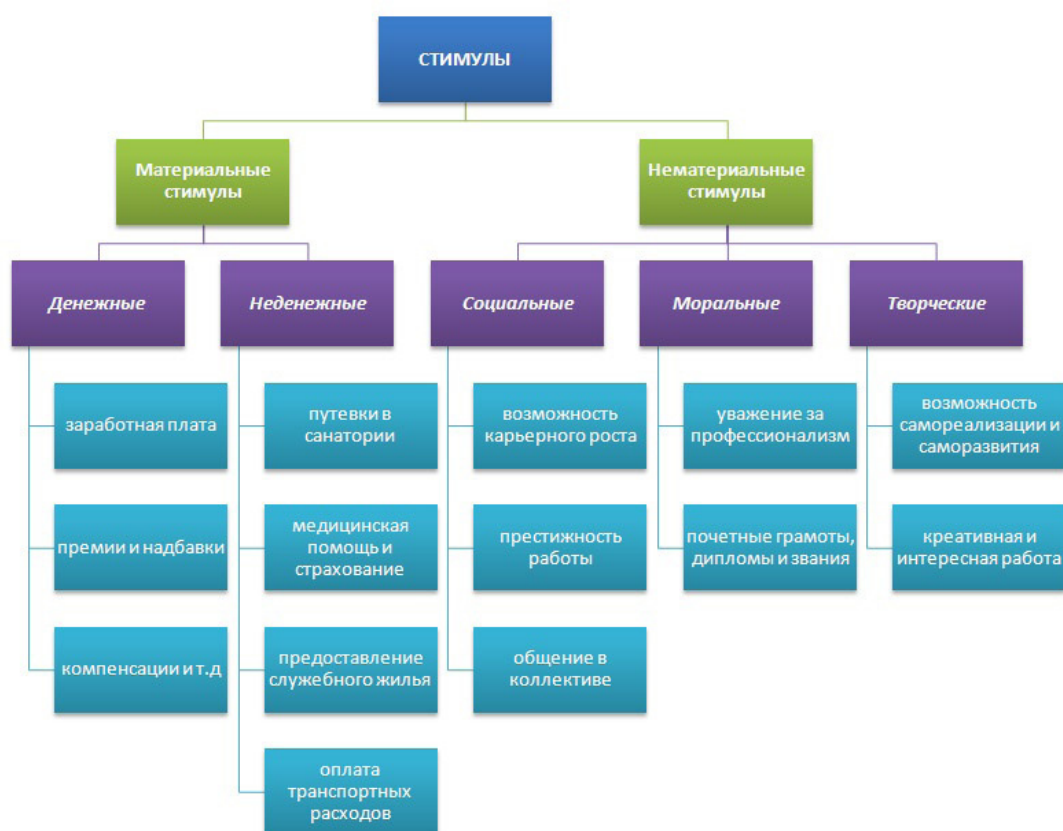 СТИМУЛЫ
Материальные
стимулы
Нематериальные
стимулы
Денежные
Неденежные
Социальные
Моральные
Творческие
заработная плата
премии и надбавки
компенсации и т.д
путевки в
санатории
медицинская
помощь и
страхование
предоставление
служебного жилья
оплата
транспортных
расходов
возможность
карьерного роста
престижность
работы
общение в
коллективе
уважение за
профессионализм
почетные грамоты,
дипломы и звания
возможность
самореализации и
саморазвития
креативная и
интересная работа